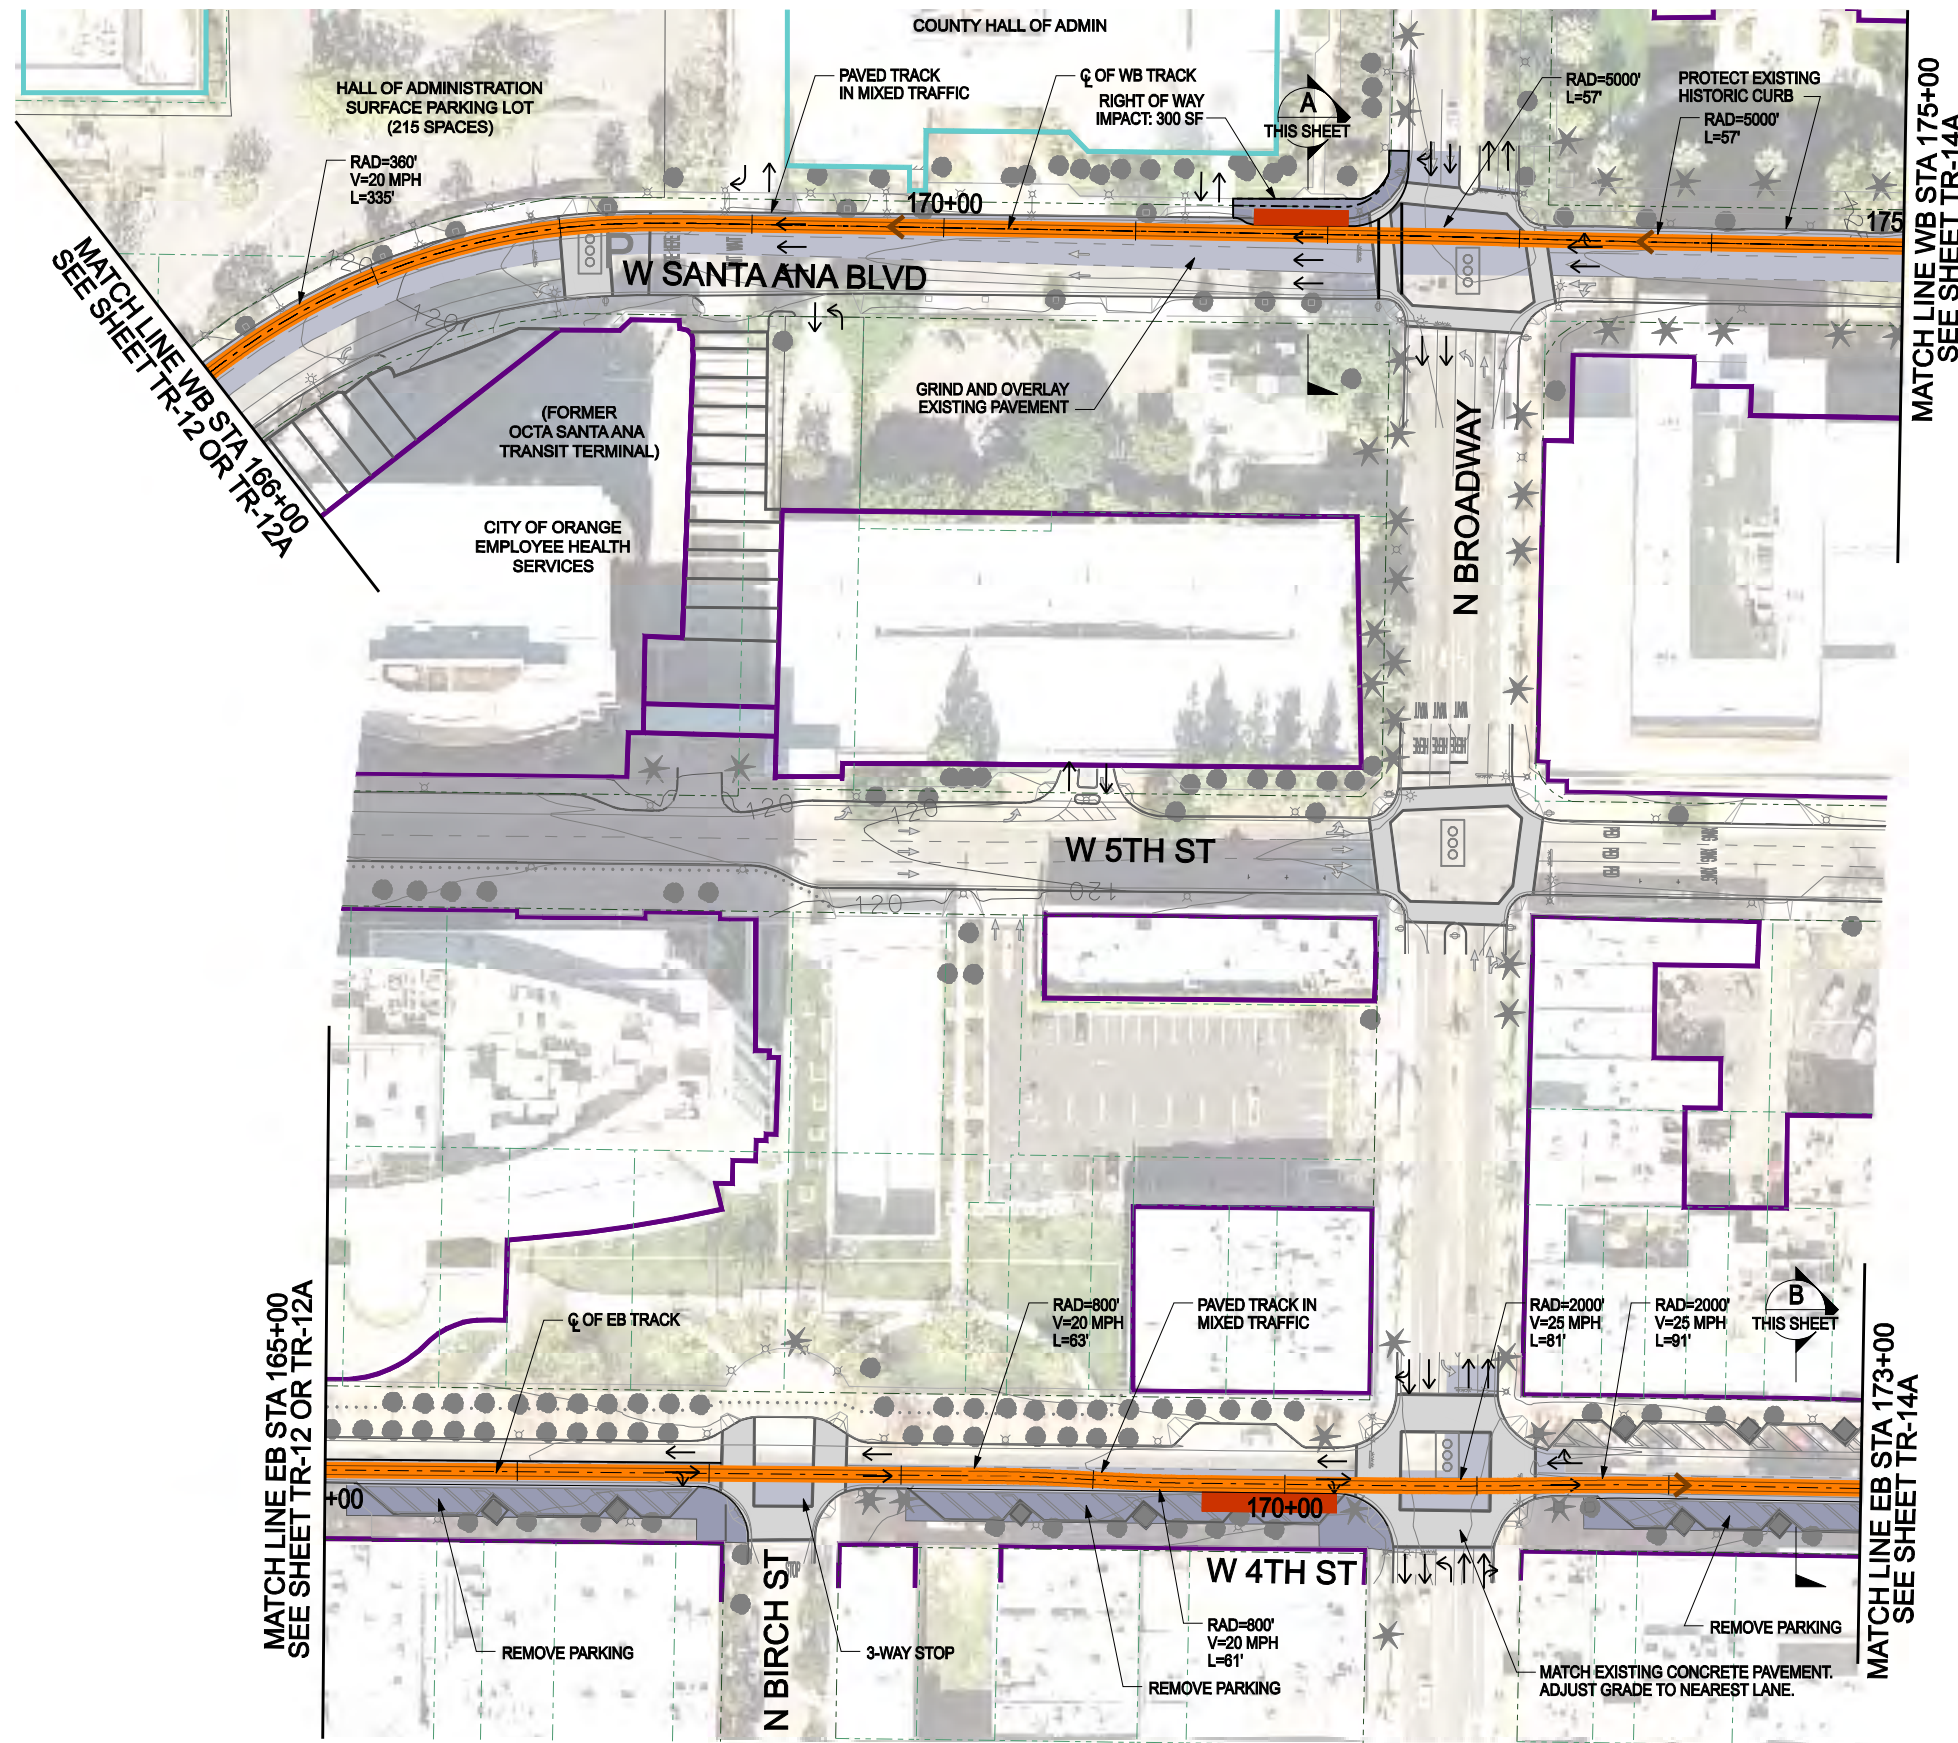 COUNTY HALL OF ADMIN
HALL OF ADMINISTRATION
SURFACE PARKING LOT
(215 SPACES)
PAVED TRACK
IN MIXED TRAFFIC
℄ OF WB TRACK
RIGHT OF WAY
IMPACT: 300 SF
A
THIS SHEET
RAD=5000'
L=57'
PROTECT EXISTING
HISTORIC CURB
RAD=5000'
L=57'
MATCH LINE WB STA 175+00
SEE SHEET TR-14A
RAD=360'
V=20 MPH
L=335'
170+00
175
W SANTA ANA BLVD
120
MATCH LINE WB STA 166+00
SEE SHEET TR-12 OR TR-12A
GRIND AND OVERLAY
EXISTING PAVEMENT
(FORMER
OCTA SANTA ANA
TRANSIT TERMINAL)
CITY OF ORANGE
EMPLOYEE HEALTH
SERVICES
N BROADWAY
120
120
W 5TH ST
120
120
MATCH LINE EB STA 165+00
SEE SHEET TR-12 OR TR-12A
℄ OF EB TRACK
RAD=800'
V=20 MPH
L=63'
PAVED TRACK IN
MIXED TRAFFIC
RAD=2000'
V=25 MPH
L=81'
RAD=2000'
V=25 MPH
L=91'
B
THIS SHEET
MATCH LINE EB STA 173+00
SEE SHEET TR-14A
+00
170+00
W 4TH ST
N BIRCH ST
STOP
REMOVE PARKING
3-WAY STOP
RAD=800'
V=20 MPH
L=61'
REMOVE PARKING
REMOVE PARKING
MATCH EXISTING CONCRETE PAVEMENT.
ADJUST GRADE TO NEAREST LANE.